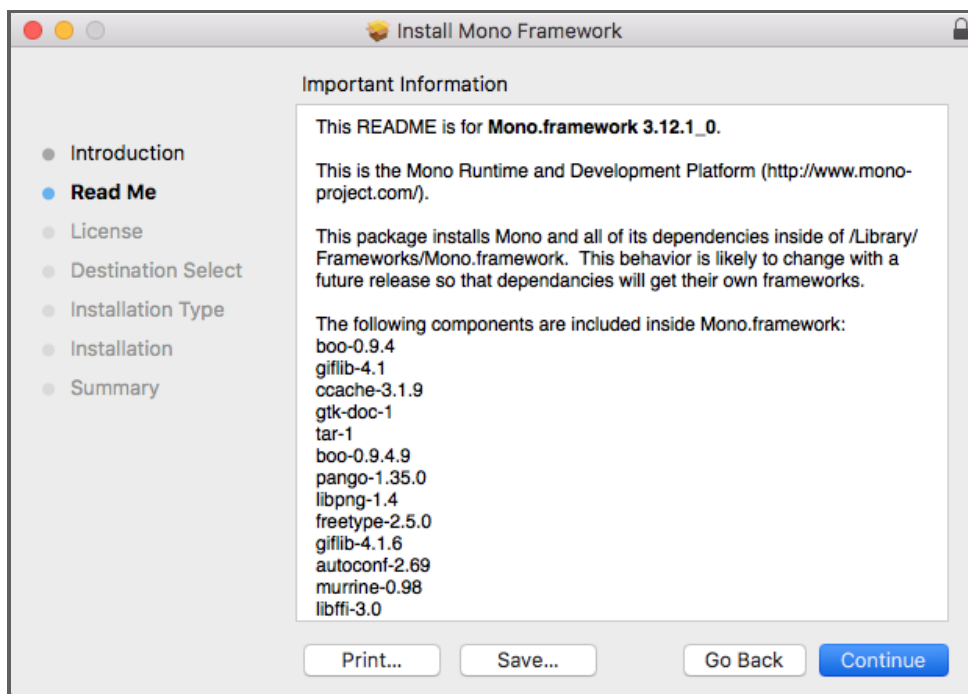 Install Mono Framework
Important Information
Introduction
Read Me
License
Destination Select
Installation Type
Installation
Summary
This README is for Mono.framework 3.12.1_0.
This is the Mono Runtime and Development Platform (http://www.mono-
project.com/).
This package installs Mono and all of its dependencies inside of /Library/
Frameworks/Mono.framework.  This behavior is likely to change with a
future release so that dependancies will get their own frameworks.
The following components are included inside Mono.framework:
boo-0.9.4
giflib-4.1
ccache-3.1.9
gtk-doc-1
tar-1
boo-0.9.4.9
pango-1.35.0
libpng-1.4
freetype-2.5.0
giflib-4.1.6
autoconf-2.69
murrine-0.98
libffi-3.0
Print...
Save...
Go Back
Continue